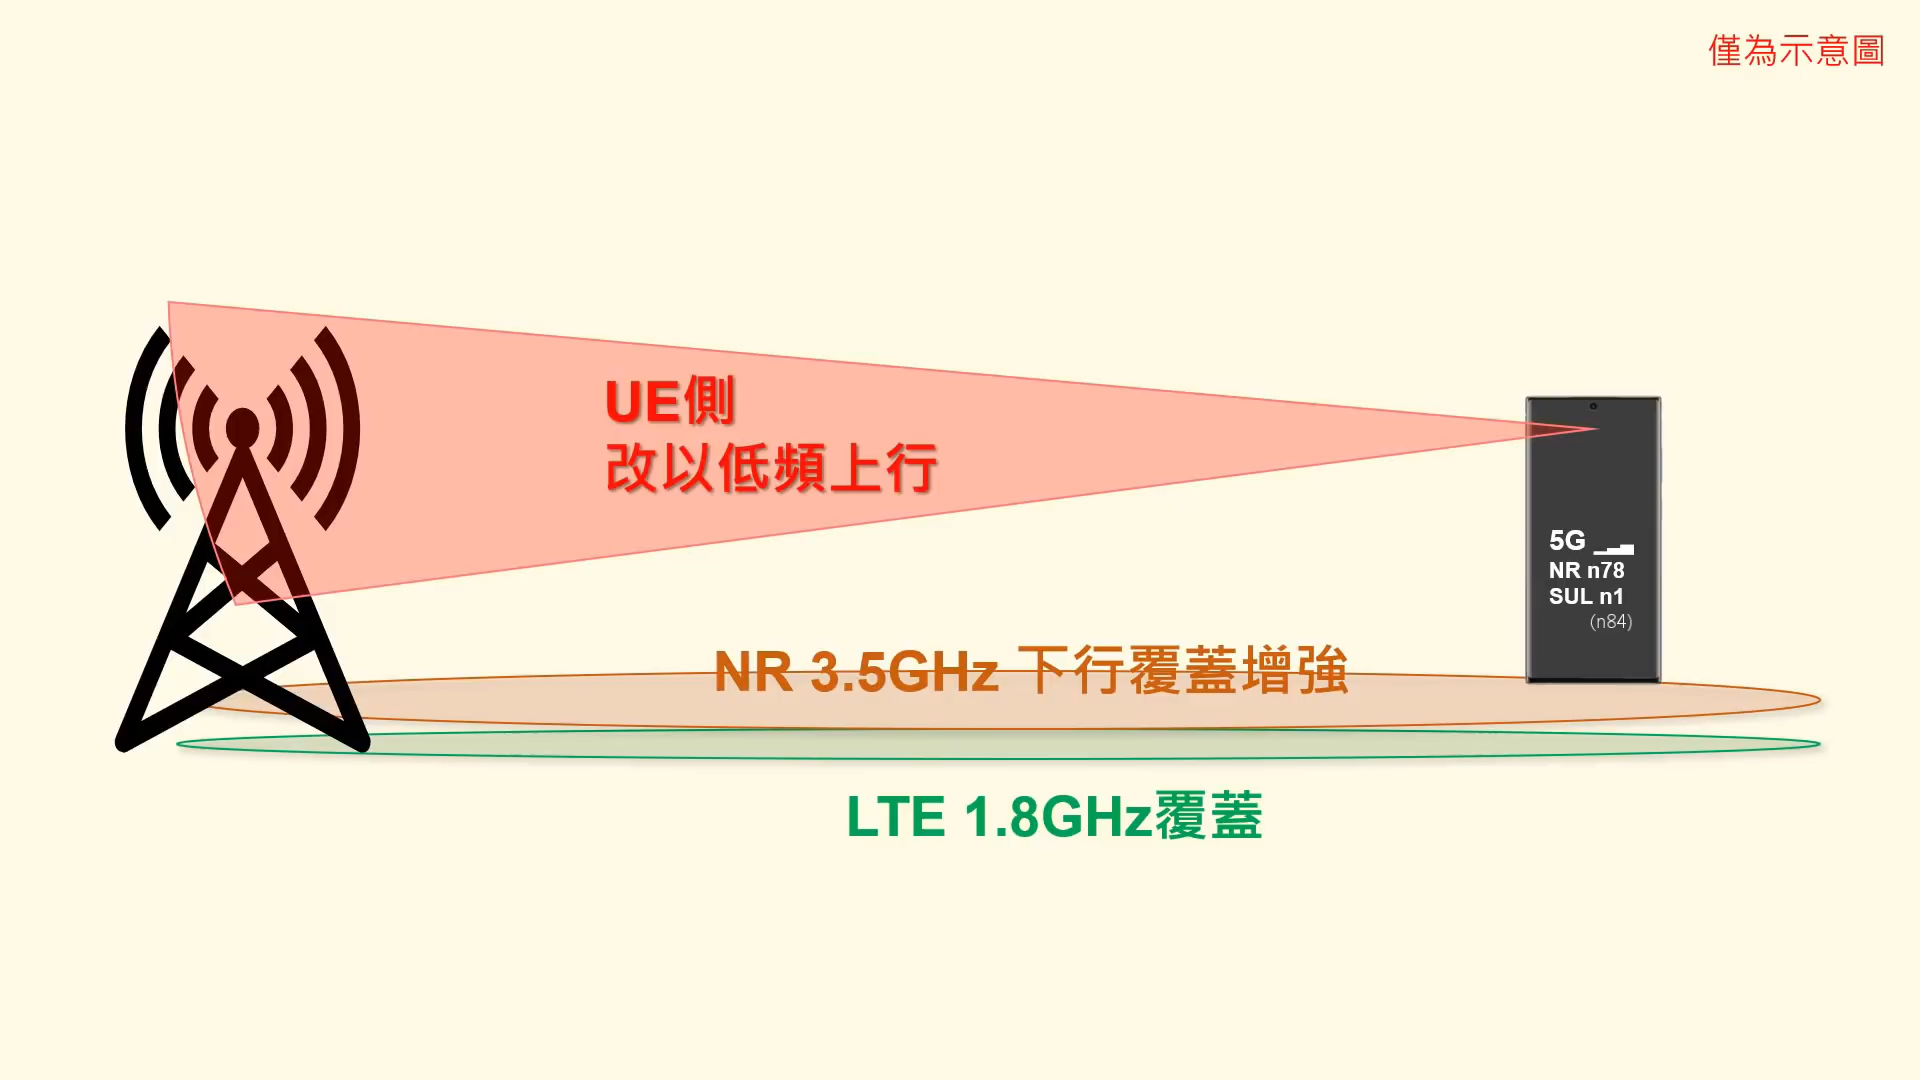 僅為示意圖
UE側
改以低頻上行
5G
NR n78
SUL n1
(n84)
NR 3.5GHz 下行覆蓋增強
LTE 1.8GHz覆蓋